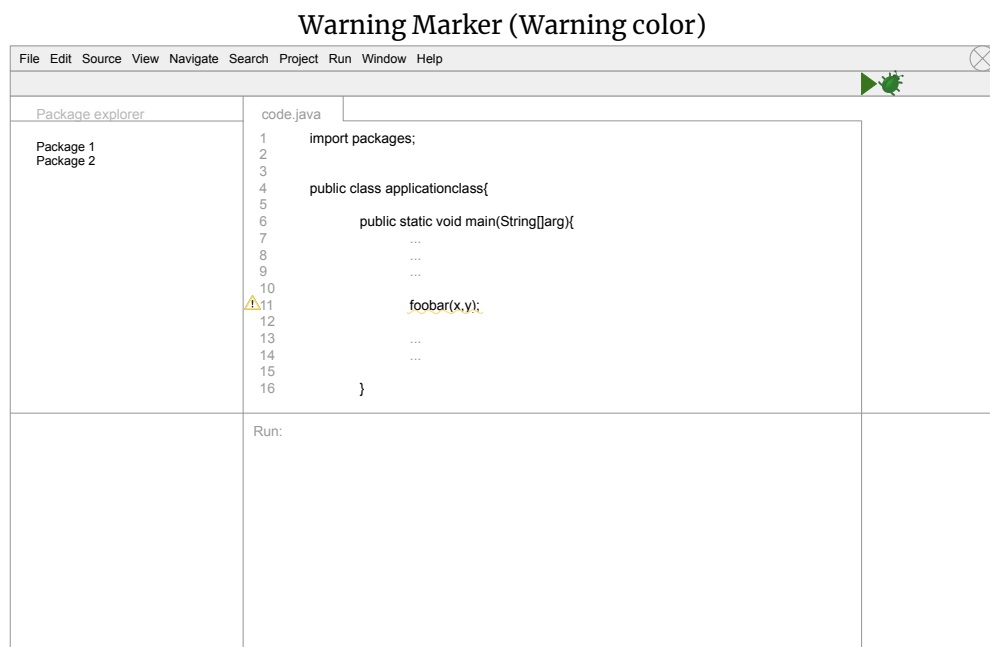 Warning Marker (Warning color)
File Edit Source View Navigate Search Project Run Window Help
Package explorer
Package 1
Package 2
code.java
1 import packages;
2
3
4 public class applicationclass{
5
6 public static void main(String[]arg){
7 ...
8 ...
9 ...
10
! 11 foobar(x,y);
12
13 ...
14 ...
15
16 }
Run: